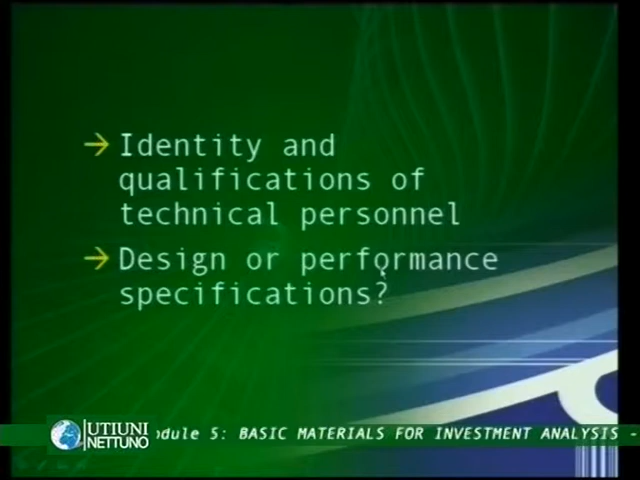 → Identity and
qualifications of
technical personnel
→ Design or performance
specifications?
UTIUNI
NETTUNO
odule 5: BASIC MATERIALS FOR INVESTMENT ANALYSIS -